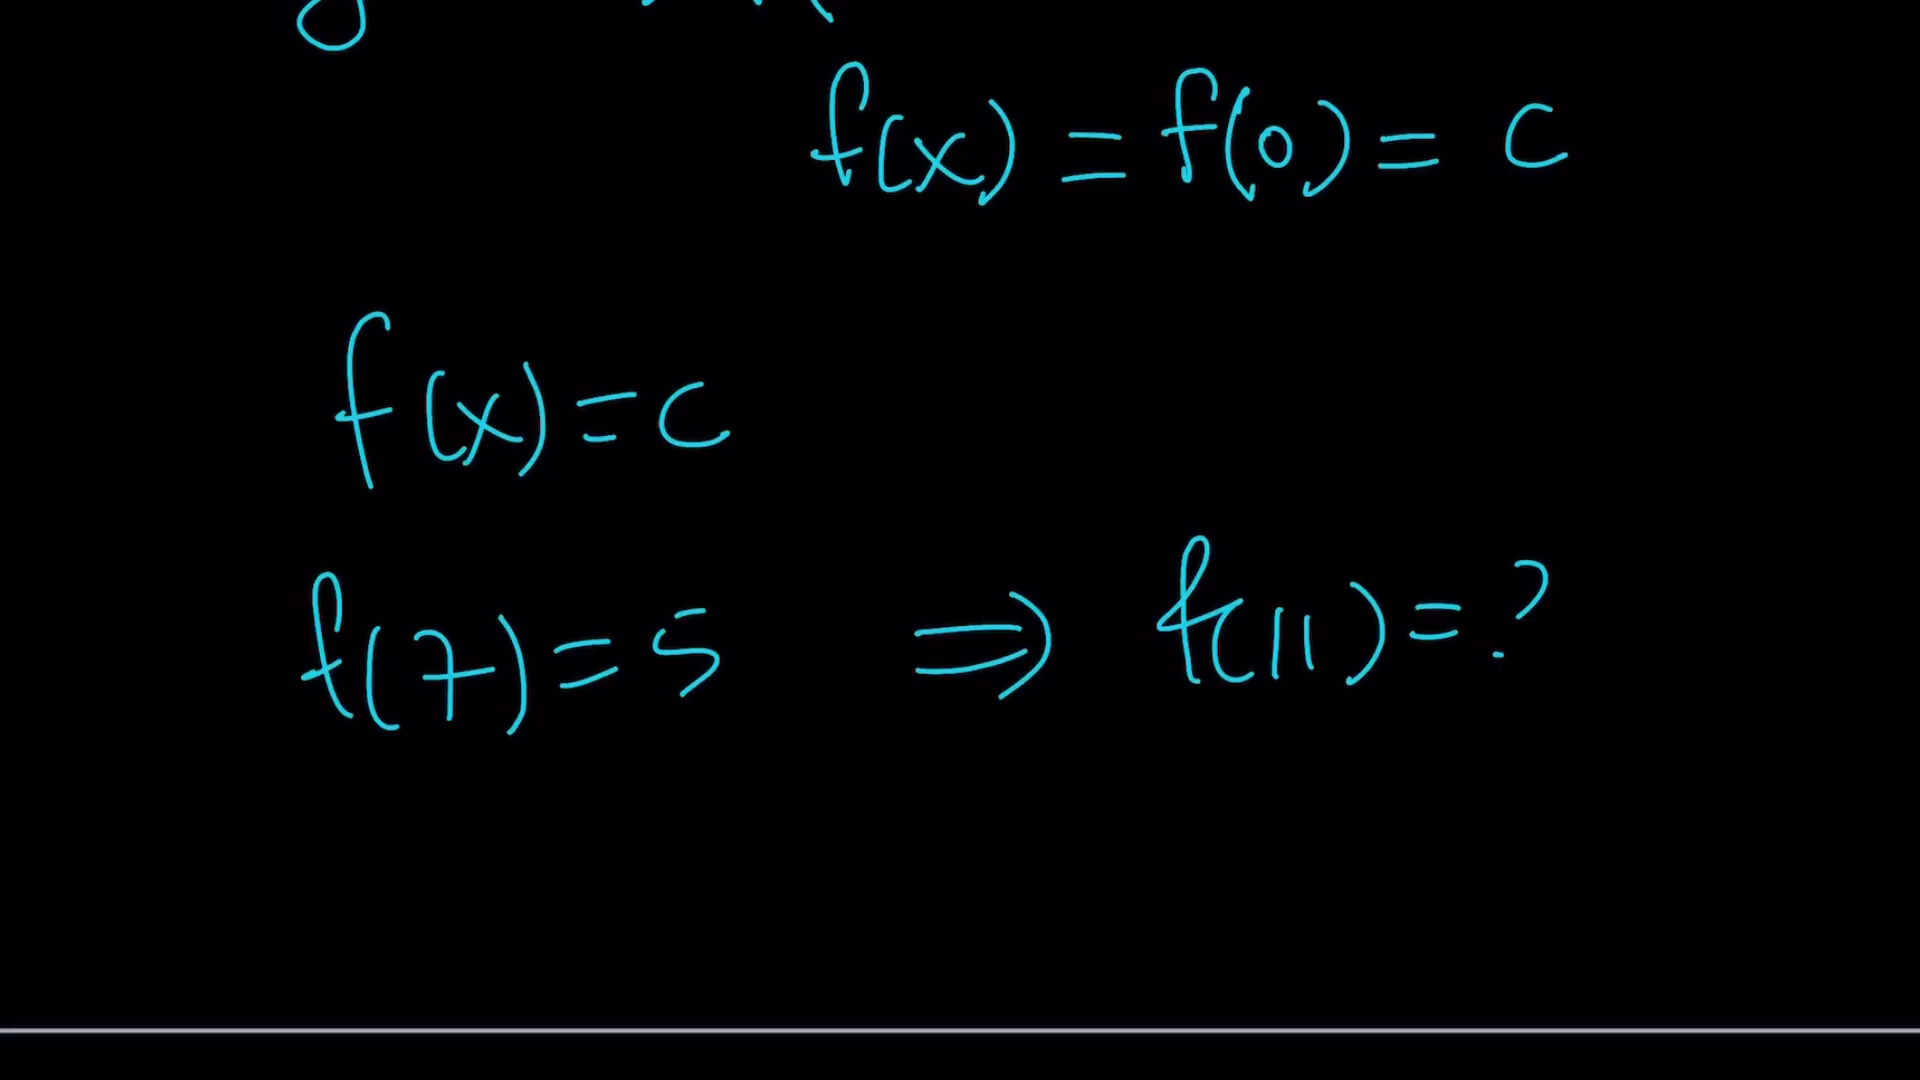 f(x) = f(0) = c
f(x) = c
f(7) = 5 ⇒ f(11) = ?